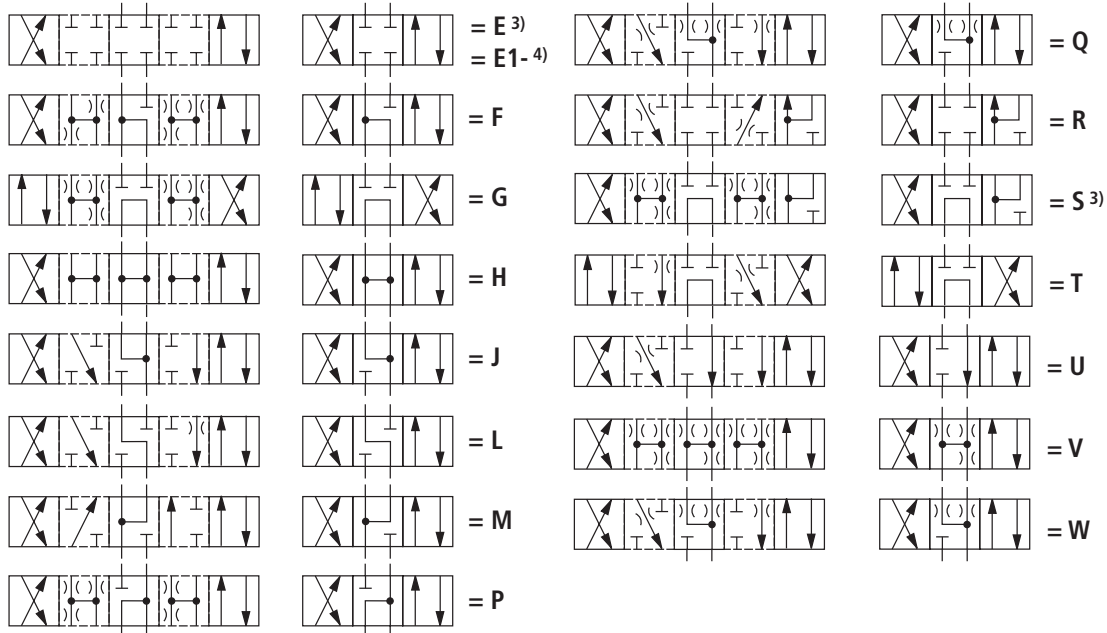 = E 3)
= E1- 4)
= F
= G
= H
= J
= L
= M
= P
= Q
= R
= S 3)
= T
= U
= V
= W